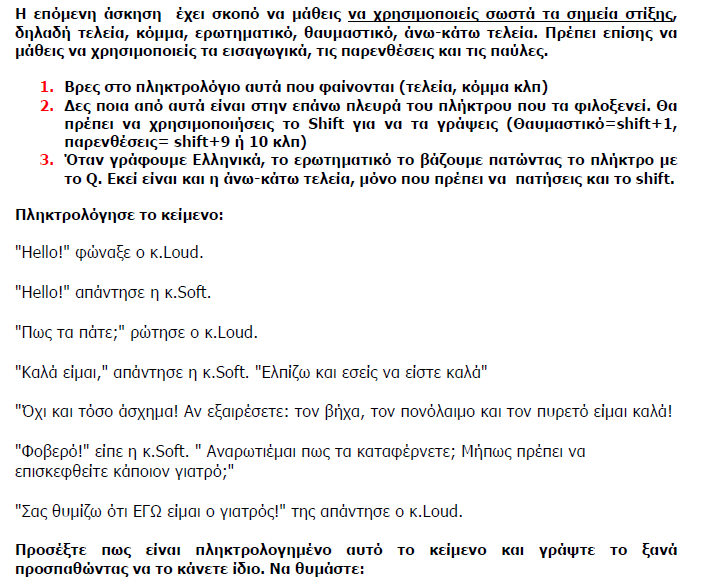 Η επόμενη άσκηση έχει σκοπό να μάθεις να χρησιμοποιείς σωστά τα σημεία στίξης,
δηλαδή τελεία, κόμμα, ερωτηματικό, θαυμαστικό, άνω-κάτω τελεία. Πρέπει επίσης να
μάθεις να χρησιμοποιείς τα εισαγωγικά, τις παρενθέσεις και τις παύλες.
1. Βρες στο πληκτρολόγιο αυτά που φαίνονται (τελεία, κόμμα κλπ)
2. Δες ποια από αυτά είναι στην επάνω πλευρά του πλήκτρου που τα φιλοξενεί. Θα
πρέπει να χρησιμοποιήσεις το Shift για να τα γράψεις (Θαυμαστικό=shift+1,
παρενθέσεις= shift+9 ή 10 κλπ)
3. Όταν γράφουμε Ελληνικά, το ερωτηματικό το βάζουμε πατώντας το πλήκτρο με
το Q. Εκεί είναι και η άνω-κάτω τελεία, μόνο που πρέπει να πατήσεις και το shift.
Πληκτρολόγησε το κείμενο:
"Hello!" φώναξε ο κ.Loud.
"Hello!" απάντησε η κ.Soft.
"Πως τα πάτε;" ρώτησε ο κ.Loud.
"Καλά είμαι," απάντησε η κ.Soft. "Ελπίζω και εσείς να είστε καλά"
"Όχι και τόσο άσχημα! Αν εξαιρέσετε: τον βήχα, τον πονόλαιμο και τον πυρετό είμαι καλά!
"Φοβερό!" είπε η κ.Soft. " Αναρωτιέμαι πως τα καταφέρνετε; Μήπως πρέπει να
επισκεφθείτε κάποιον γιατρό;"
"Σας θυμίζω ότι ΕΓΩ είμαι ο γιατρός!" της απάντησε ο κ.Loud.
Προσέξτε πως είναι πληκτρολογημένο αυτό το κείμενο και γράψτε το ξανά
προσπαθώντας να το κάνετε ίδιο. Να θυμάστε: